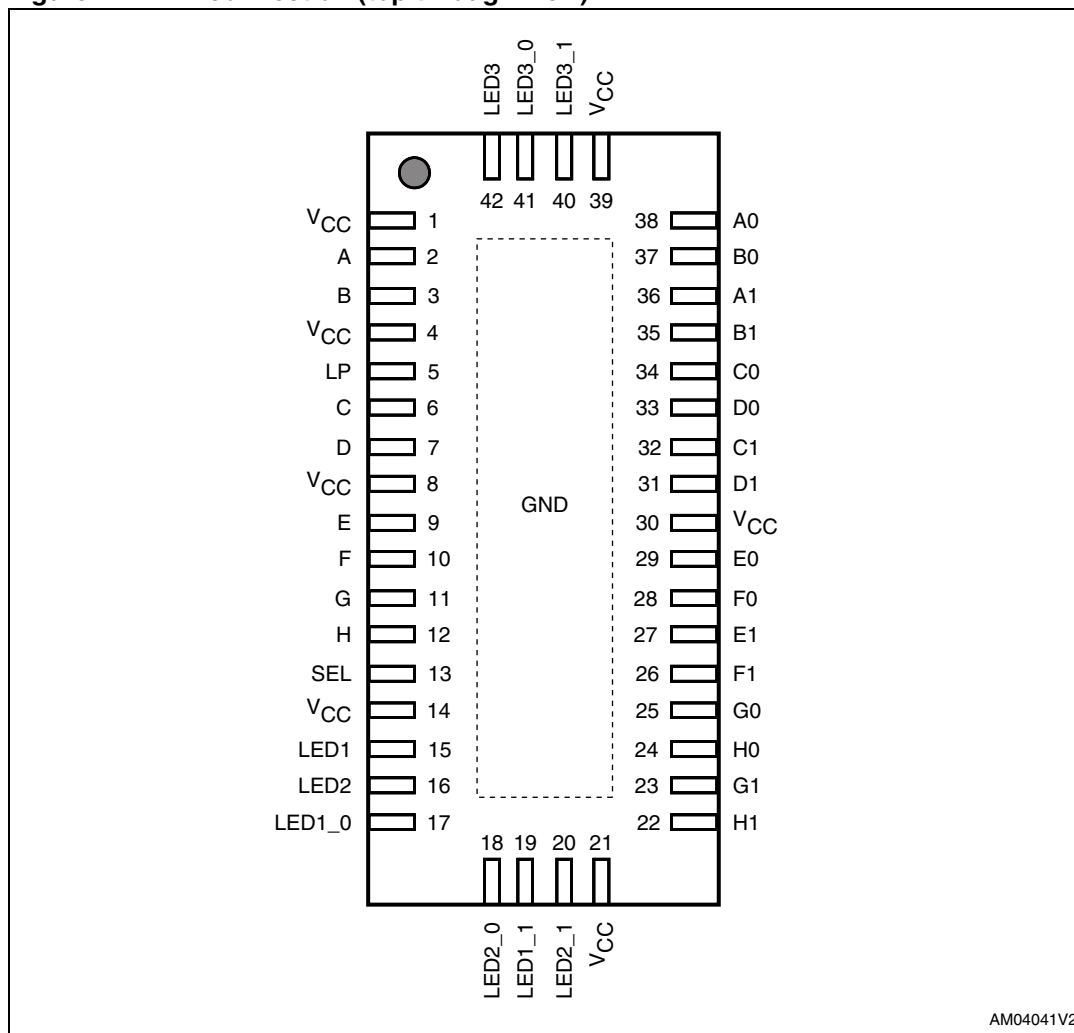 LED3
LED3_0
LED3_1
VCC
42 41 40 39
VCC 1 38 A0
A 2 37 B0
B 3 36 A1
VCC 4 35 B1
LP 5 34 C0
C 6 33 D0
D 7 32 C1
VCC 8 31 D1
GND
E 9 30 VCC
F 10 29 E0
G 11 28 F0
H 12 27 E1
SEL 13 26 F1
VCC 14 25 G0
LED1 15 24 H0
LED2 16 23 G1
LED1_0 17 22 H1
18 19 20 21
LED2_0
LED1_1
LED2_1
VCC
AM04041V2